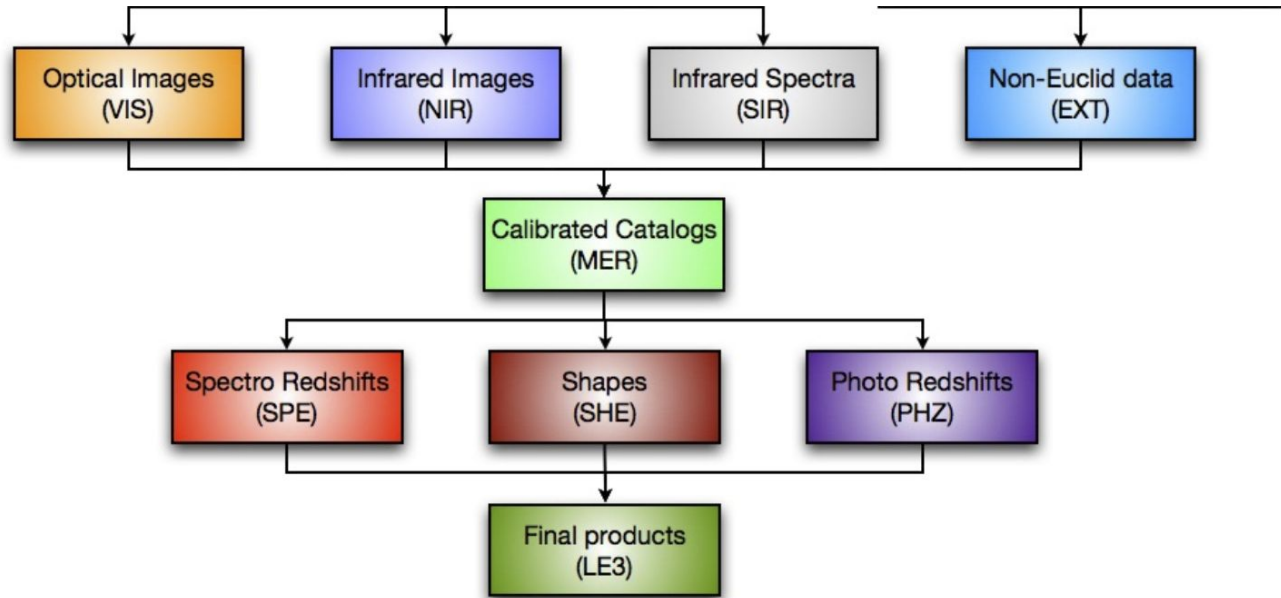 Optical Images
(VIS)
Infrared Images
(NIR)
Infrared Spectra
(SIR)
Non-Euclid data
(EXT)
Calibrated Catalogs
(MER)
Spectro Redshifts
(SPE)
Shapes
(SHE)
Photo Redshifts
(PHZ)
Final products
(LE3)